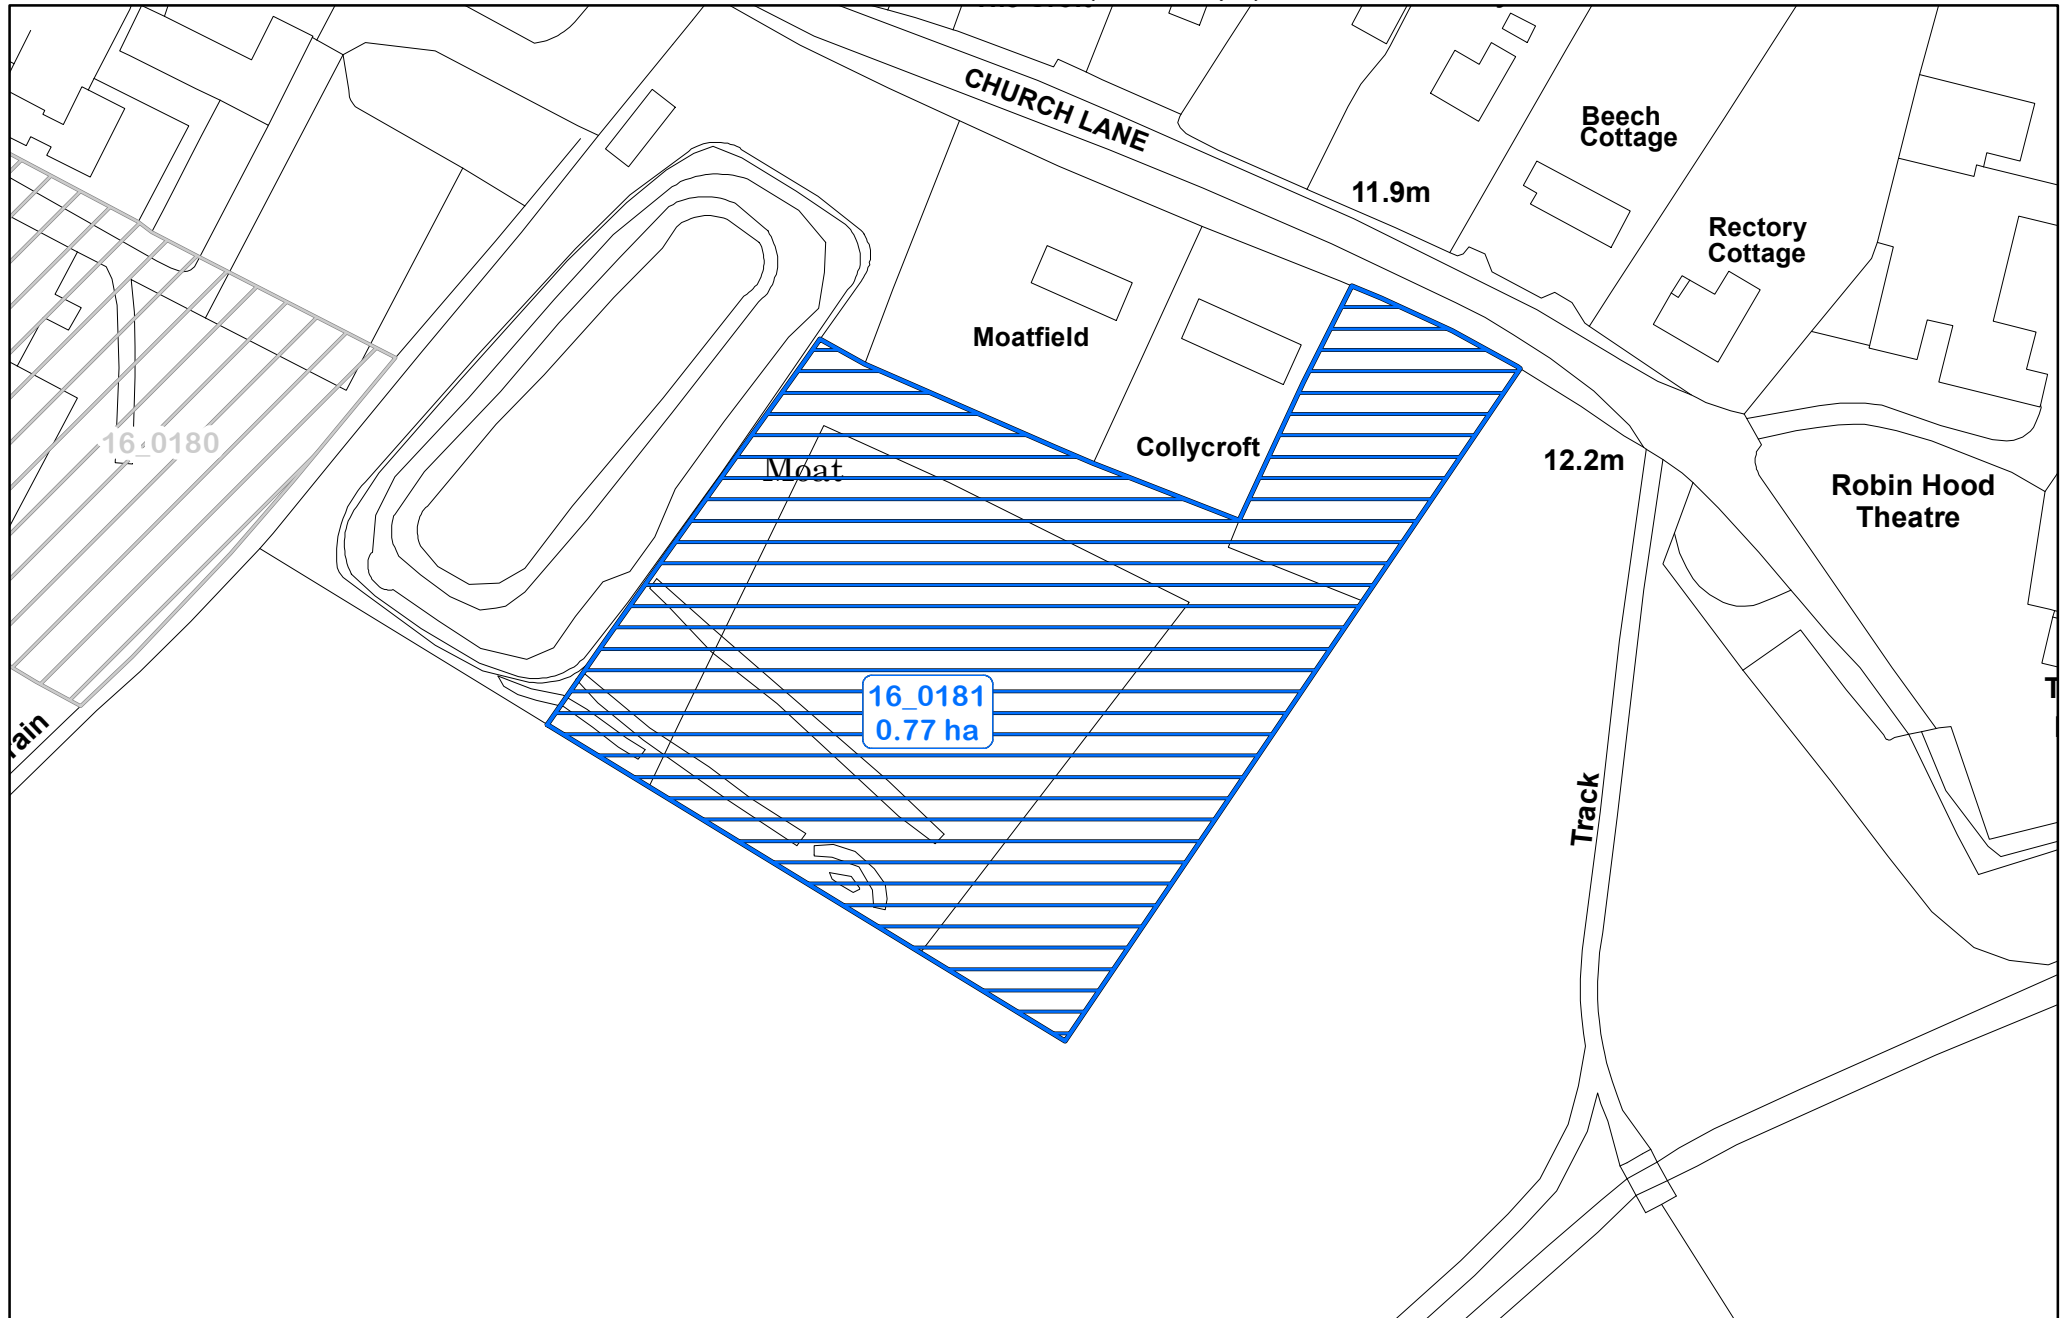 CHURCH LANE
Beech
Cottage
11.9m
Rectory
Cottage
Moatfield
Collycroft
16_0180
Moat
12.2m
Robin Hood
Theatre
16_0181
0.77 ha
Track